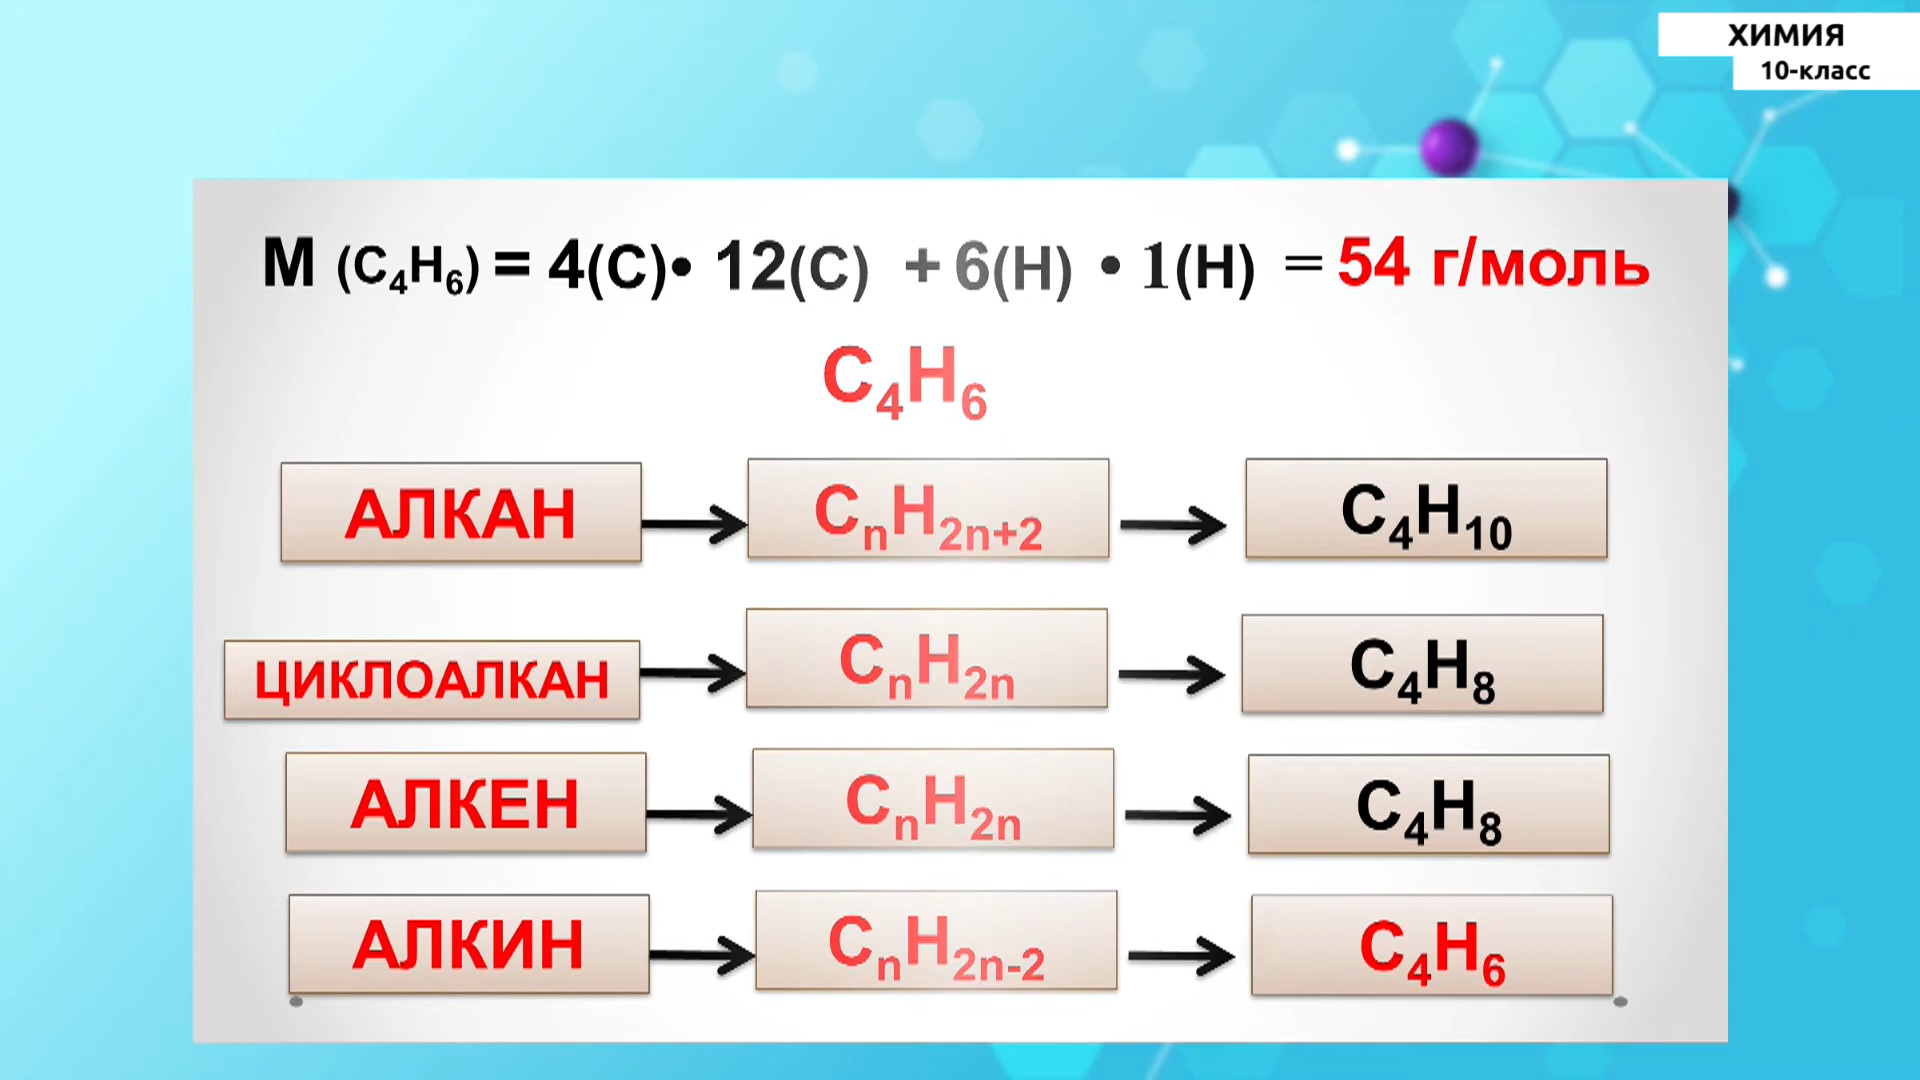 ХИМИЯ
10-класс
М (C₄H₆) = 4(C)• 12(C) + 6(H) • 1(H) = 54 г/моль
C₄H₆
АЛКАН → CₙH₂ₙ₊₂ → C₄H₁₀
ЦИКЛОАЛКАН → CₙH₂ₙ → C₄H₈
АЛКЕН → CₙH₂ₙ → C₄H₈
АЛКИН → CₙH₂ₙ₋₂ → C₄H₆